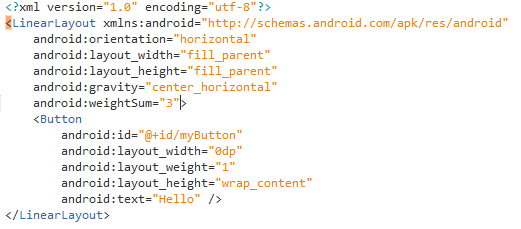 <?xml version="1.0" encoding="utf-8"?>
<LinearLayout xmlns:android="http://schemas.android.com/apk/res/android"
    android:orientation="horizontal"
    android:layout_width="fill_parent"
    android:layout_height="fill_parent"
    android:gravity="center_horizontal"
    android:weightSum="3">
    <Button
        android:id="@+id/myButton"
        android:layout_width="0dp"
        android:layout_weight="1"
        android:layout_height="wrap_content"
        android:text="Hello" />
</LinearLayout>